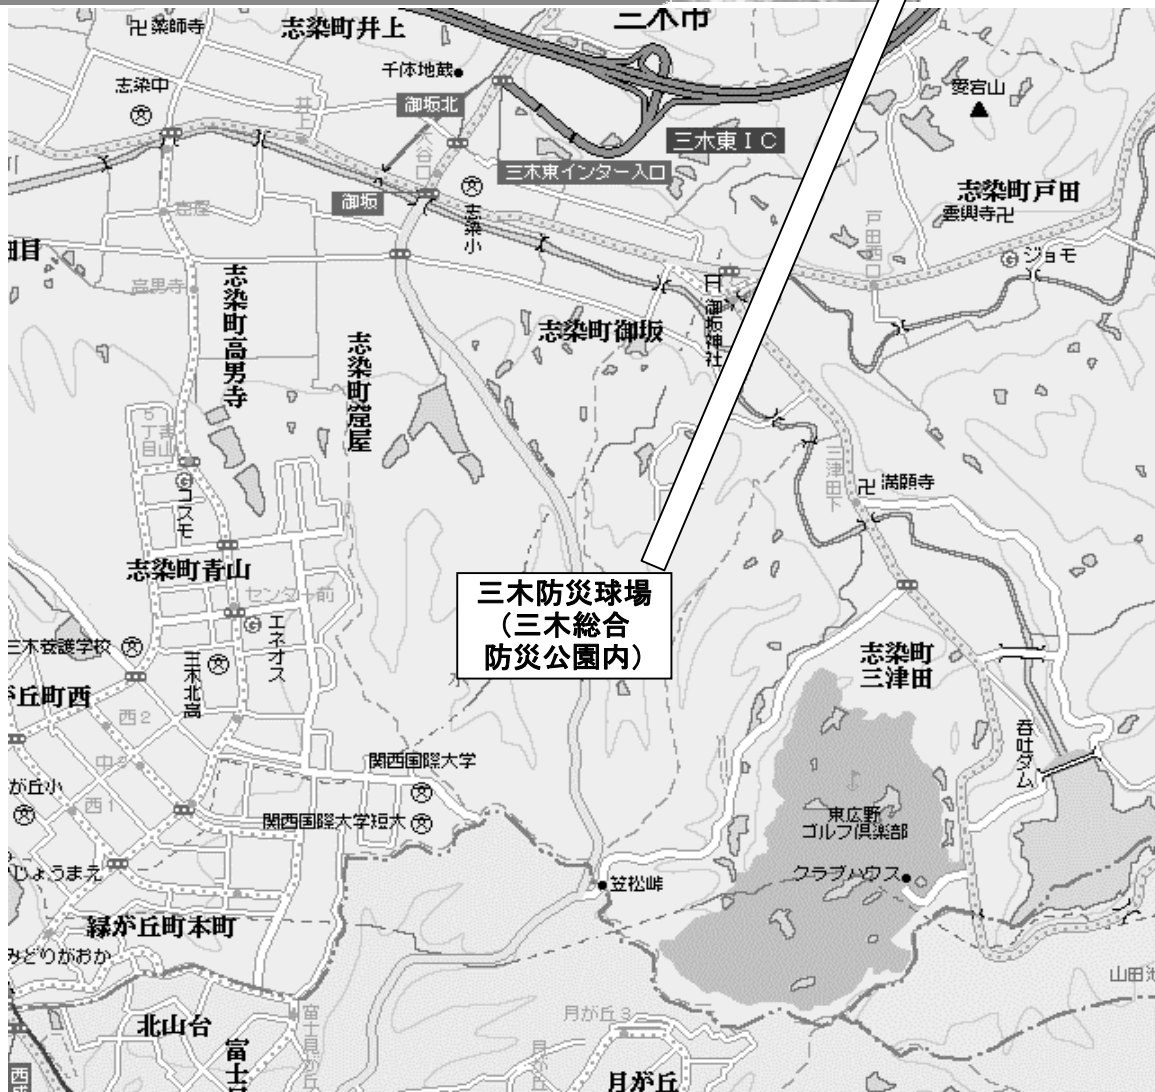 三木市
卍薬師寺
志染町井上
千体地蔵
志染中
御坂北
愛宕山
三木東IC
三木東インター入口
御坂
志染小
志染町戸田
雲興寺卍
戸田西口
ジョモ
井上
志染町高男寺
高男寺
志染町窟屋
志染町御坂
御坂神社
三津田下
卍満願寺
コスモ
志染町青山
センター前
エネオス
三木防災球場
(三木総合
防災公園内)
三木養護学校
三木北高
志染町
三津田
丘町西
西2
中2
西1
が丘小
呑吐ダム
関西国際大学
関西国際大学短大
東広野
ゴルフ倶楽部
クラブハウス
じょうまえ
笠松峠
緑が丘町本町
みどりがおか
山田池
北山台
富士見が丘
月が丘3
月が丘